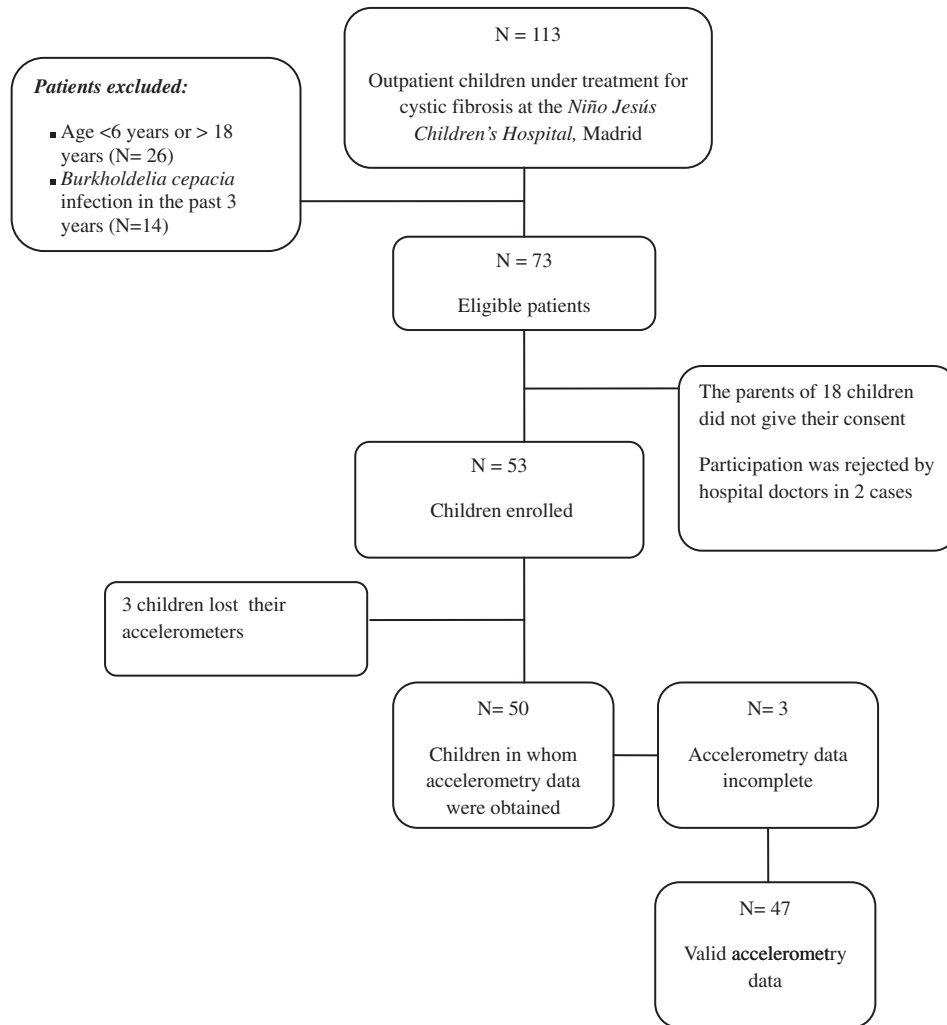 N = 113
Outpatient children under treatment for
cystic fibrosis at the Niño Jesús
Children's Hospital, Madrid
Patients excluded:
▪ Age <6 years or > 18
years (N= 26)
▪ Burkholdelia cepacia
infection in the past 3
years (N=14)
N = 73
Eligible patients
The parents of 18 children
did not give their consent
Participation was rejected by
hospital doctors in 2 cases
N = 53
Children enrolled
3 children lost their
accelerometers
N= 50
Children in whom
accelerometry data
were obtained
N= 3
Accelerometry data
incomplete
N= 47
Valid accelerometry
data